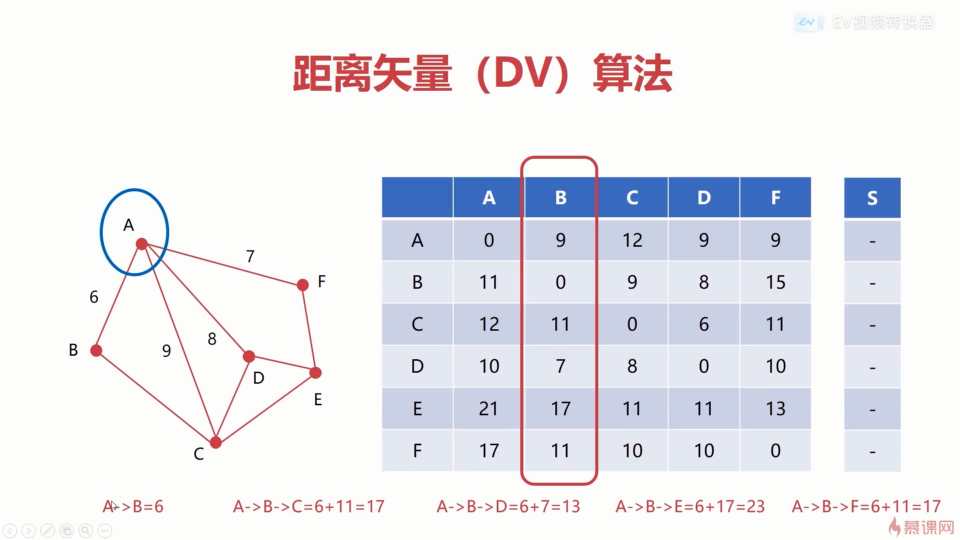 EV视频转换器
距离矢量（DV）算法
A
7
F
6
B
9
8
D
E
C
A B C D F S
A 0 9 12 9 9 -
B 11 0 9 8 15 -
C 12 11 0 6 11 -
D 10 7 8 0 10 -
E 21 17 11 11 13 -
F 17 11 10 10 0 -
A->B=6 A->B->C=6+11=17 A->B->D=6+7=13 A->B->E=6+17=23 A->B->F=6+11=17
慕课网